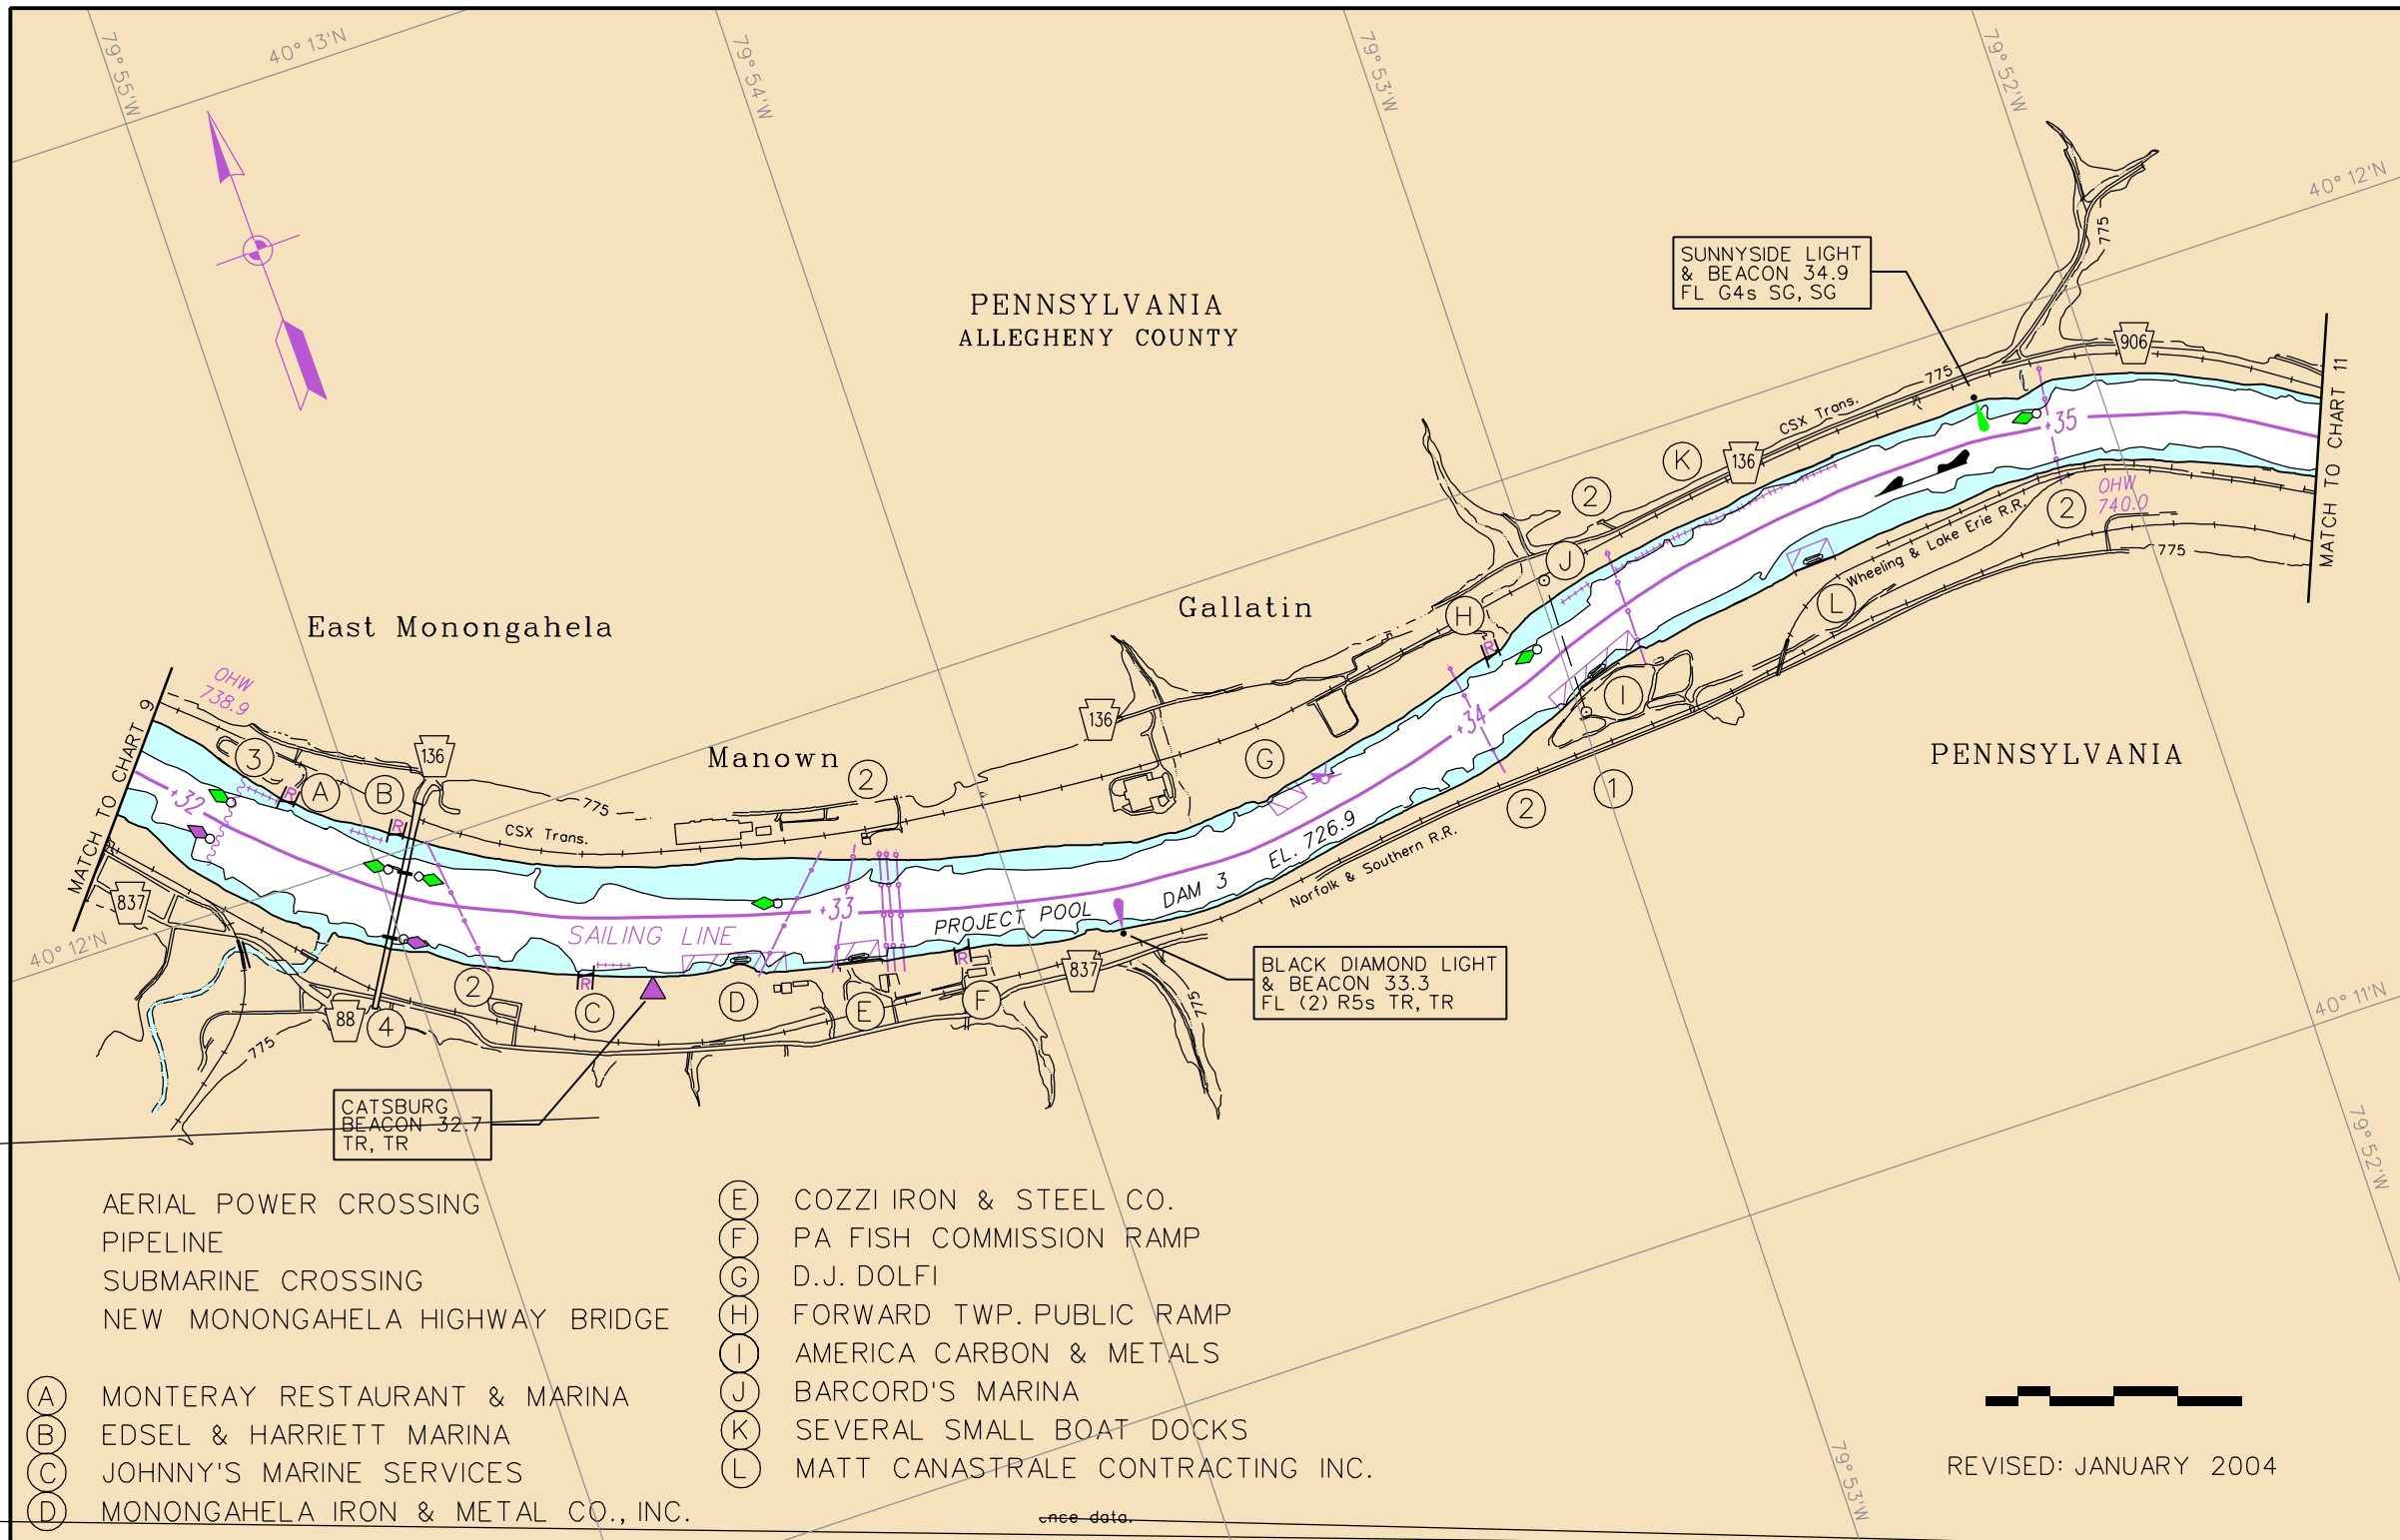 79° 55'W
40° 13'N
79° 54'W
79° 53'W
79° 52'W
40° 12'N
SUNNYSIDE LIGHT
& BEACON 34.9
FL G4s SG, SG
775
PENNSYLVANIA
ALLEGHENY COUNTY
906
775
CSX Trans.
MATCH TO CHART 11
+35
K
136
2
OHW
740.0
2
Wheeling & Lake Erie R.R.
775
J
H
R
L
Gallatin
East Monongahela
I
+34
136
PENNSYLVANIA
OHW
738.9
MATCH TO CHART 9
3
A
R
B
136
Manown
2
G
1
2
+32
R
775
CSX Trans.
EL. 726.9
Norfolk & Southern R.R.
837
+33
DAM 3
PROJECT POOL
SAILING LINE
40° 12'N
R
R
837
BLACK DIAMOND LIGHT
& BEACON 33.3
FL (2) R5s TR, TR
2
C
D
E
F
88
4
775
775
40° 11'N
CATSBURG
BEACON 32.7
TR, TR
79° 52'W
AERIAL POWER CROSSING
PIPELINE
SUBMARINE CROSSING
NEW MONONGAHELA HIGHWAY BRIDGE
A MONTERAY RESTAURANT & MARINA
B EDSEL & HARRIETT MARINA
C JOHNNY'S MARINE SERVICES
D MONONGAHELA IRON & METAL CO., INC.
E COZZI IRON & STEEL CO.
F PA FISH COMMISSION RAMP
G D.J. DOLFI
H FORWARD TWP. PUBLIC RAMP
I AMERICA CARBON & METALS
J BARCORD'S MARINA
K SEVERAL SMALL BOAT DOCKS
L MATT CANASTRALE CONTRACTING INC.
79° 53'W
REVISED: JANUARY 2004
data.